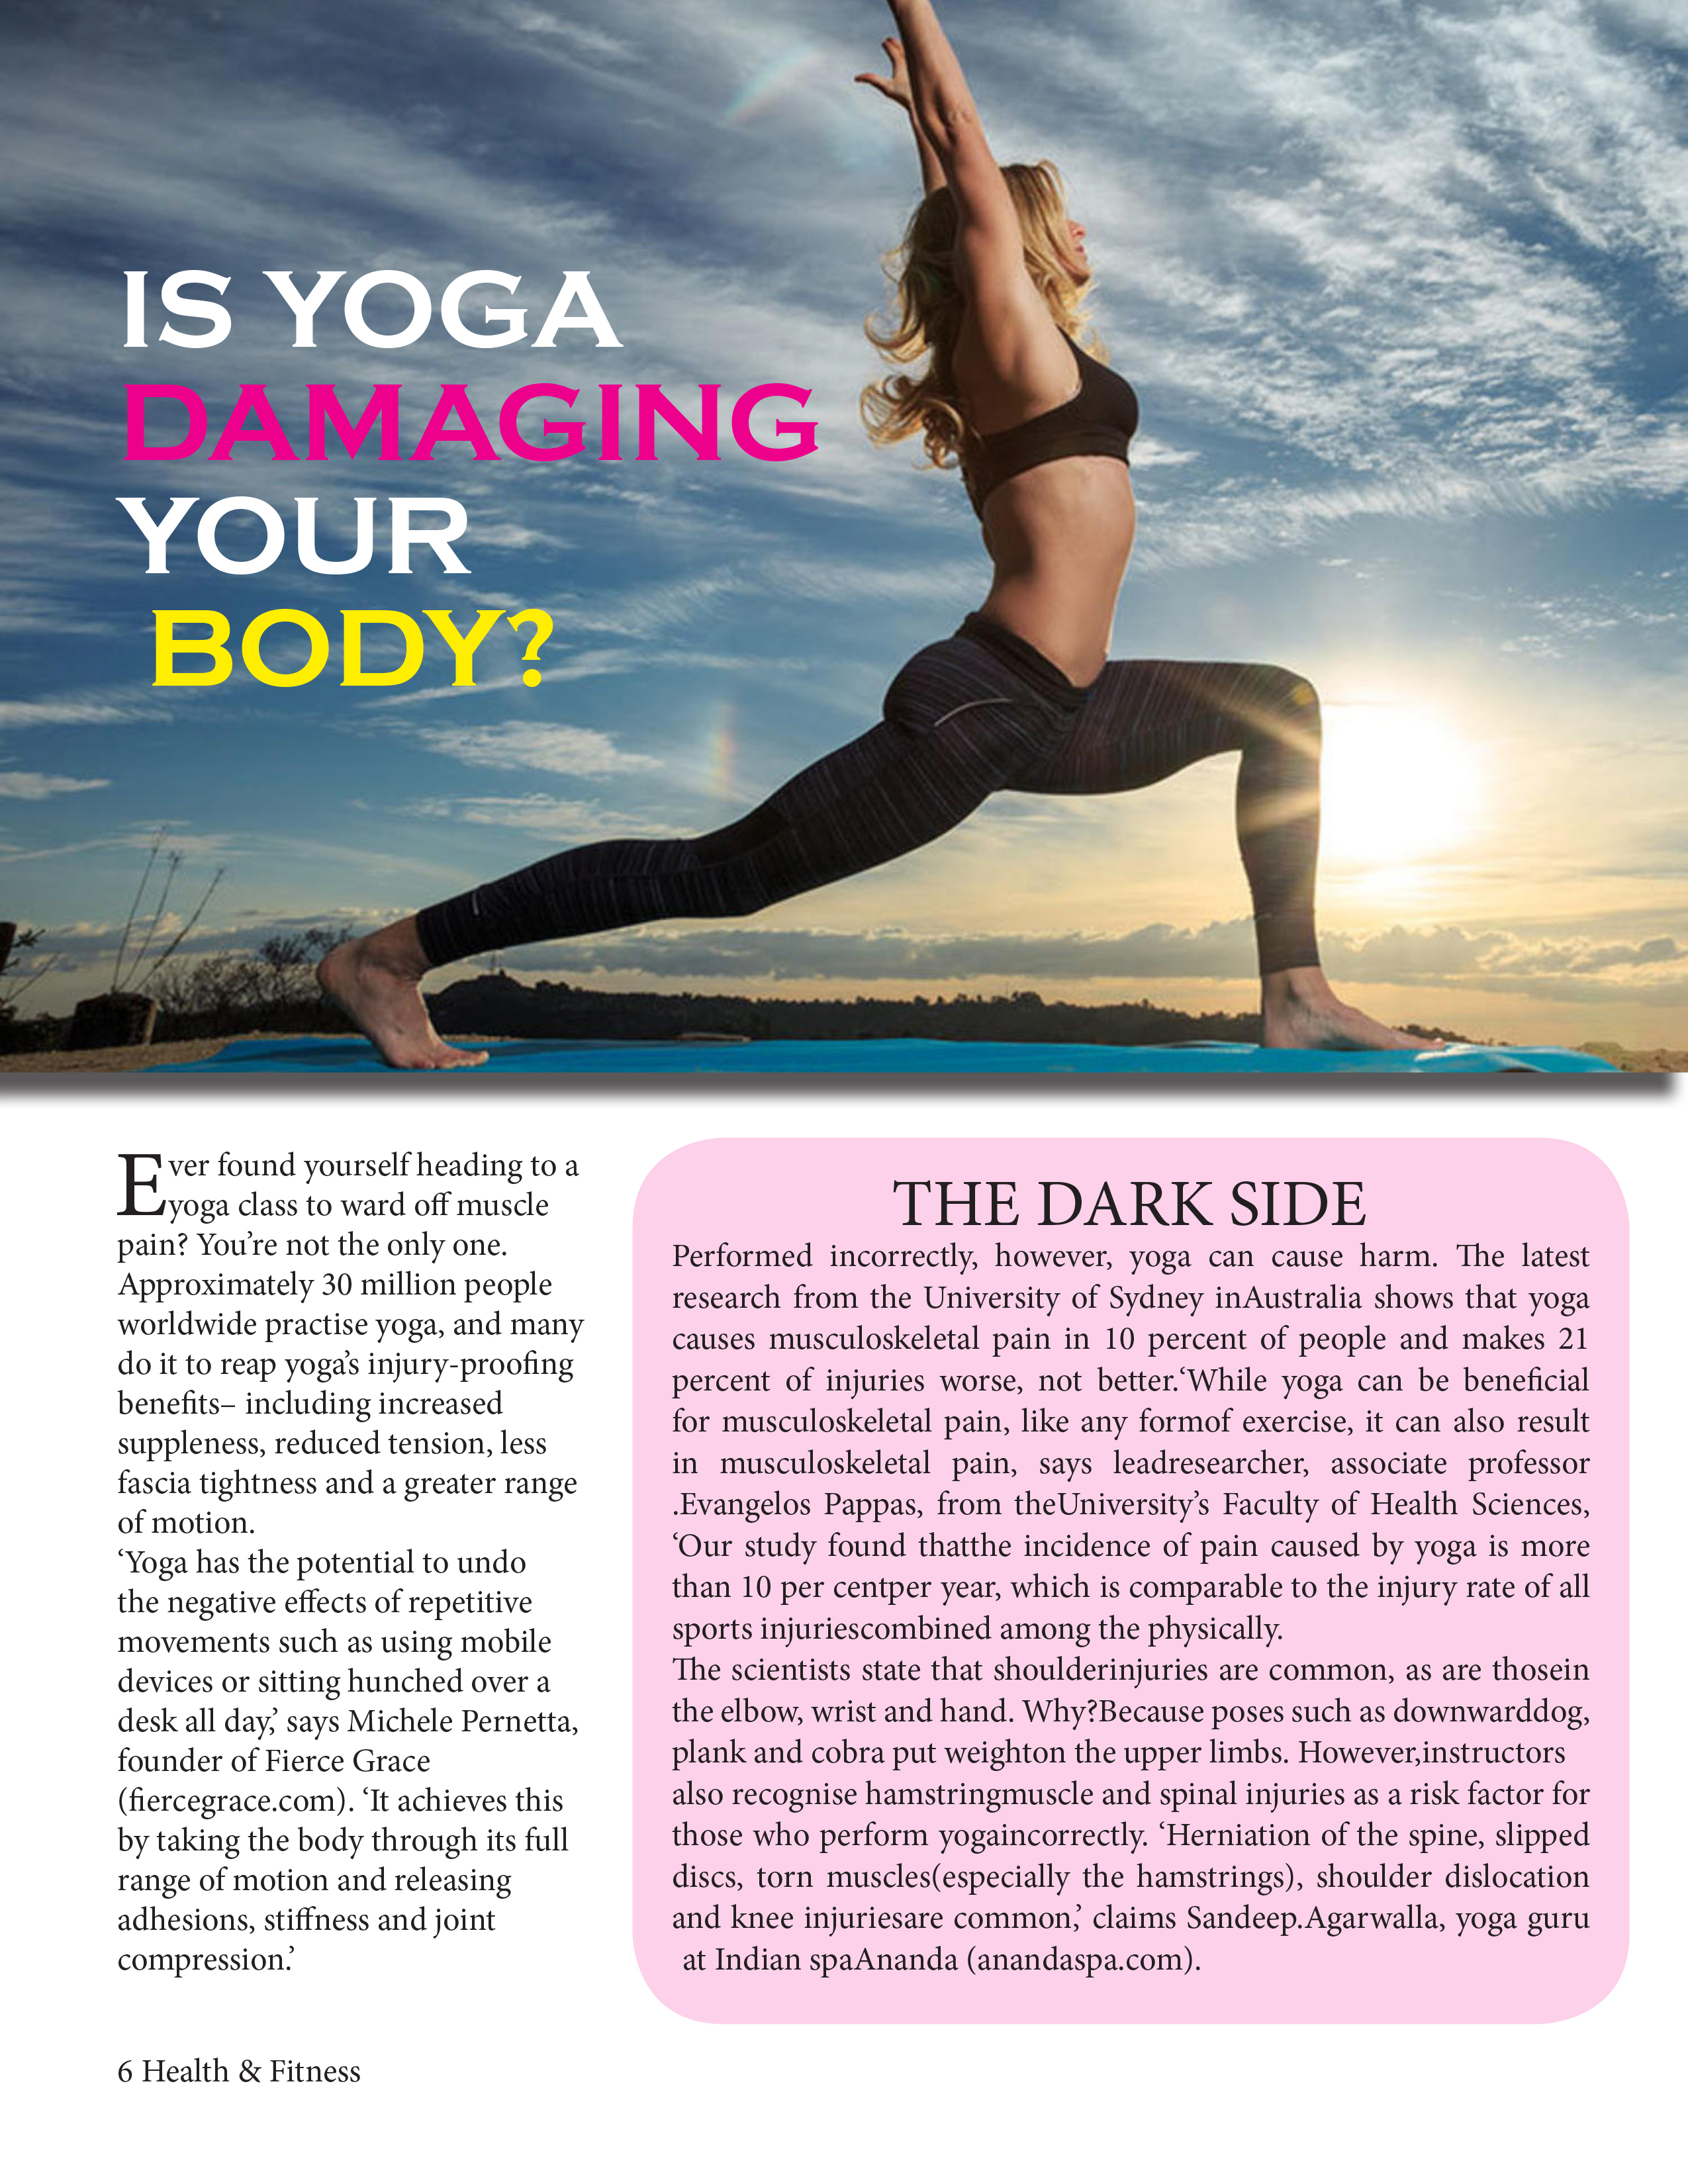 IS YOGA
DAMAGING
YOUR
BODY?
Ever found yourself heading to a
yoga class to ward off muscle
pain? You’re not the only one.
Approximately 30 million people
worldwide practise yoga, and many
do it to reap yoga’s injury-proofing
benefits– including increased
suppleness, reduced tension, less
fascia tightness and a greater range
of motion.
‘Yoga has the potential to undo
the negative effects of repetitive
movements such as using mobile
devices or sitting hunched over a
desk all day,’ says Michele Pernetta,
founder of Fierce Grace
(fiercegrace.com). ‘It achieves this
by taking the body through its full
range of motion and releasing
adhesions, stiffness and joint
compression.’
THE DARK SIDE
Performed incorrectly, however, yoga can cause harm. The latest
research from the University of Sydney inAustralia shows that yoga
causes musculoskeletal pain in 10 percent of people and makes 21
percent of injuries worse, not better.‘While yoga can be beneficial
for musculoskeletal pain, like any formof exercise, it can also result
in musculoskeletal pain, says leadresearcher, associate professor
.Evangelos Pappas, from theUniversity’s Faculty of Health Sciences,
‘Our study found thatthe incidence of pain caused by yoga is more
than 10 per centper year, which is comparable to the injury rate of all
sports injuriescombined among the physically.
The scientists state that shoulderinjuries are common, as are thosein
the elbow, wrist and hand. Why?Because poses such as downwarddog,
plank and cobra put weighton the upper limbs. However,instructors
also recognise hamstringmuscle and spinal injuries as a risk factor for
those who perform yogaincorrectly. ‘Herniation of the spine, slipped
discs, torn muscles(especially the hamstrings), shoulder dislocation
and knee injuriesare common,’ claims Sandeep.Agarwalla, yoga guru
at Indian spaAnanda (anandaspa.com).
6 Health & Fitness